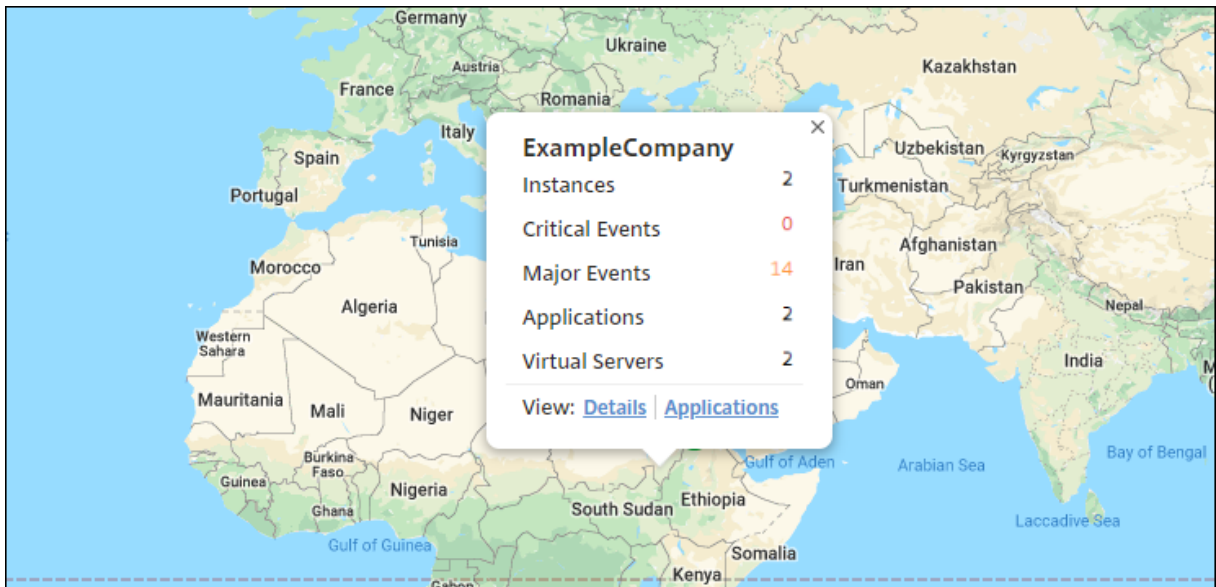 Germany
Ukraine
Austria
Kazakhstan
France
Romania
×
Italy
ExampleCompany
Uzbekistan
Kyrgyzstan
Spain
Instances 2
Turkmenistan
Portugal
Critical Events 0
Tunisia
Afghanistan
Morocco
Major Events 14
Iran
Pakistan
Algeria
Nepal
Applications 2
Western
Sahara
Virtual Servers 2
India
Oman
Mauritania
Mali
Niger
View: Details | Applications
Burkina
Faso
Gulf of Aden
Arabian Sea
Bay of Bengal
Guinea
Nigeria
Ethiopia
Ghana
South Sudan
Laccadive Sea
Gulf of Guinea
Somalia
Kenya
Gabon